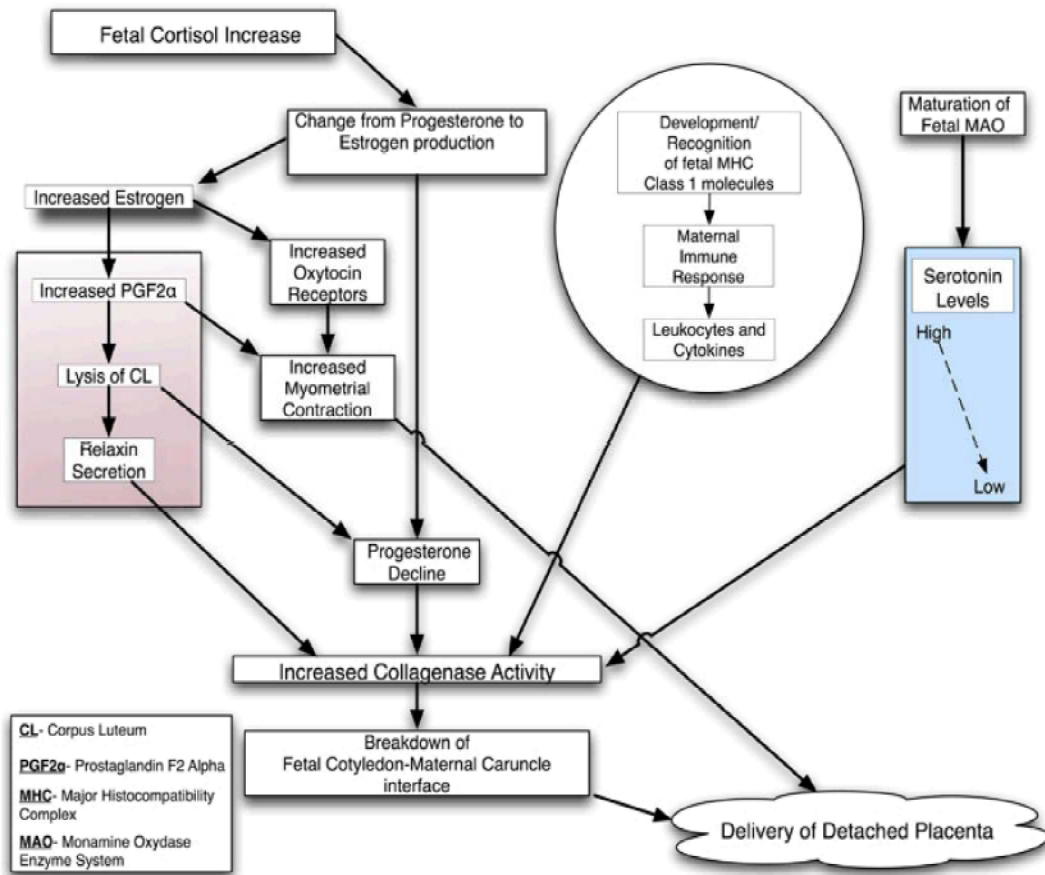 Fetal Cortisol Increase
Change from Progesterone to
Estrogen production
Increased Estrogen
Increased
Oxytocin
Receptors
Increased PGF2α
Increased
Myometrial
Contraction
Lysis of CL
Relaxin
Secretion
Progesterone
Decline
Development/
Recognition
of fetal MHC
Class 1 molecules
Maternal
Immune
Response
Leukocytes and
Cytokines
Maturation of
Fetal MAO
Serotonin
Levels
High
Low
Increased Collagenase Activity
Breakdown of
Fetal Cotyledon-Maternal Caruncle
interface
Delivery of Detached Placenta
CL- Corpus Luteum
PGF2α- Prostaglandin F2 Alpha
MHC- Major Histocompatibility
Complex
MAO- Monamine Oxydase
Enzyme System